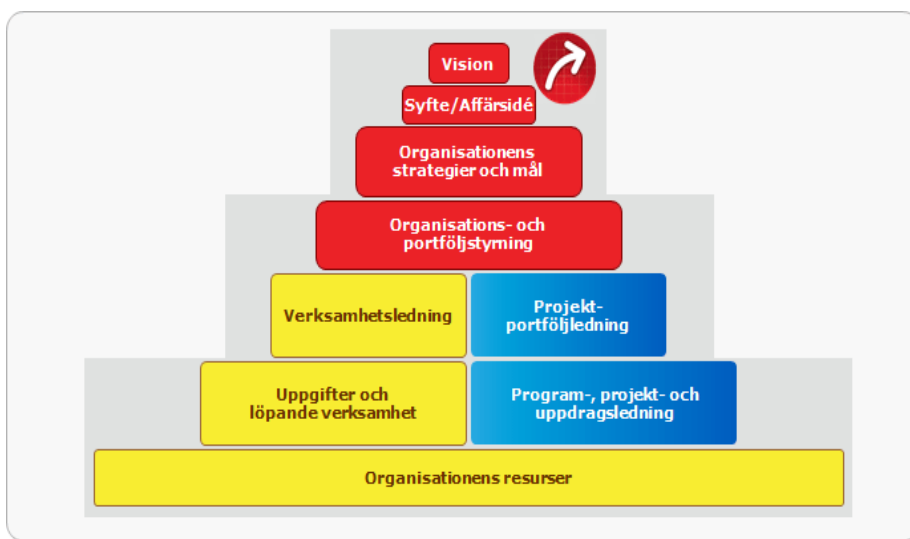 Vision
Syfte/Affärsidé
Organisationens
strategier och mål
Organisations- och
portföljstyrning
Verksamhetsledning
Projekt-
portföljledning
Uppgifter och
löpande verksamhet
Program-, projekt- och
uppdragsledning
Organisationens resurser